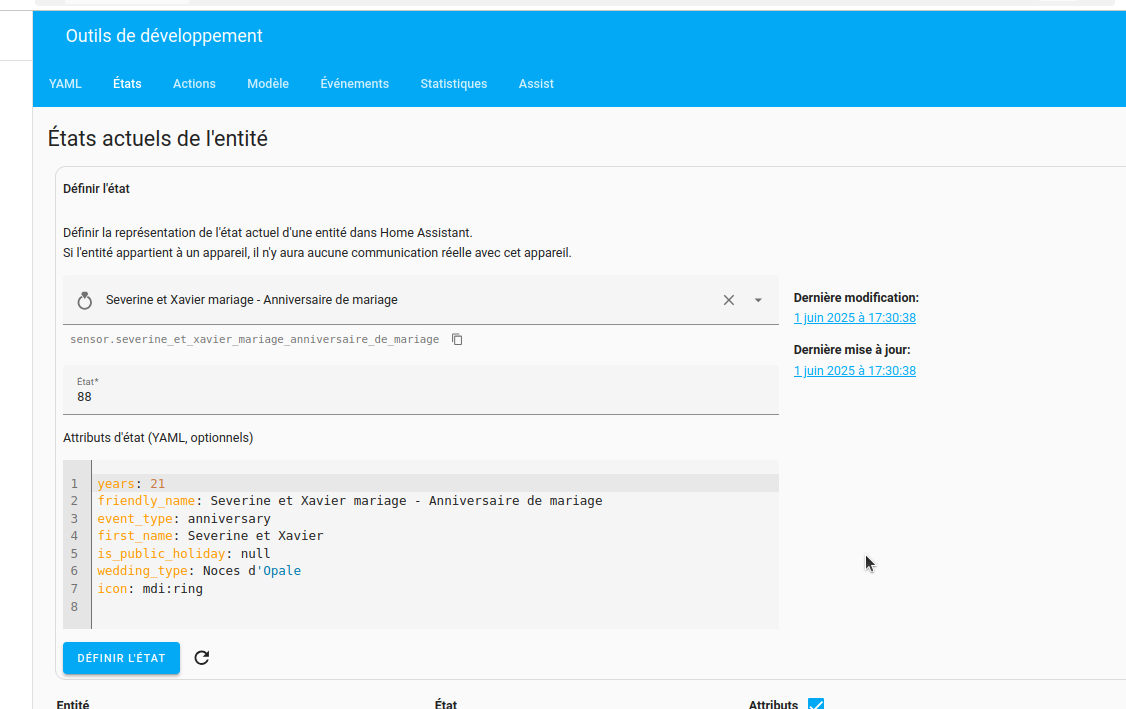 Outils de développement
YAML États Actions Modèle Événements Statistiques Assist
États actuels de l'entité
Définir l'état
Définir la représentation de l'état actuel d'une entité dans Home Assistant.
Si l'entité appartient à un appareil, il n'y aura aucune communication réelle avec cet appareil.
Severine et Xavier mariage - Anniversaire de mariage
sensor.severine_et_xavier_mariage_anniversaire_de_mariage
Dernière modification:
1 juin 2025 à 17:30:38
Dernière mise à jour:
1 juin 2025 à 17:30:38
État*
88
Attributs d'état (YAML, optionnels)
1 years: 21
2 friendly_name: Severine et Xavier mariage - Anniversaire de mariage
3 event_type: anniversary
4 first_name: Severine et Xavier
5 is_public_holiday: null
6 wedding_type: Noces d'Opale
7 icon: mdi:ring
8
DÉFINIR L'ÉTAT
Entité État Attributs